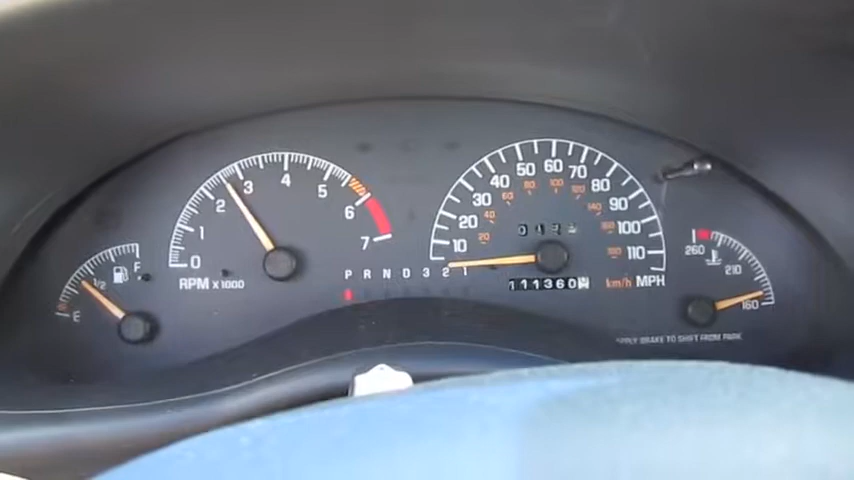 0 1 2 3 4 5 6 7
RPM x 1000
E 1/2 F
P R N D 3 2 1
10 20 30 40 50 60 70 80 90 100 110
20 40 60 80 100 120 140 160 180
111360
km/h MPH
260 210 160
APPLY BRAKE TO SHIFT FROM PARK